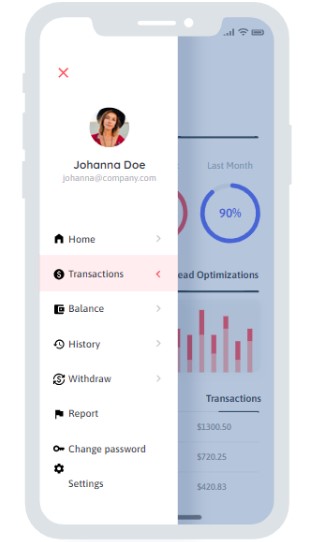 Johanna Doe
johanna@company.com
Home
Transactions
Balance
History
Withdraw
Report
Change password
Settings
Last Month
90%
ead Optimizations
Transactions
$1300.50
$720.25
$420.83